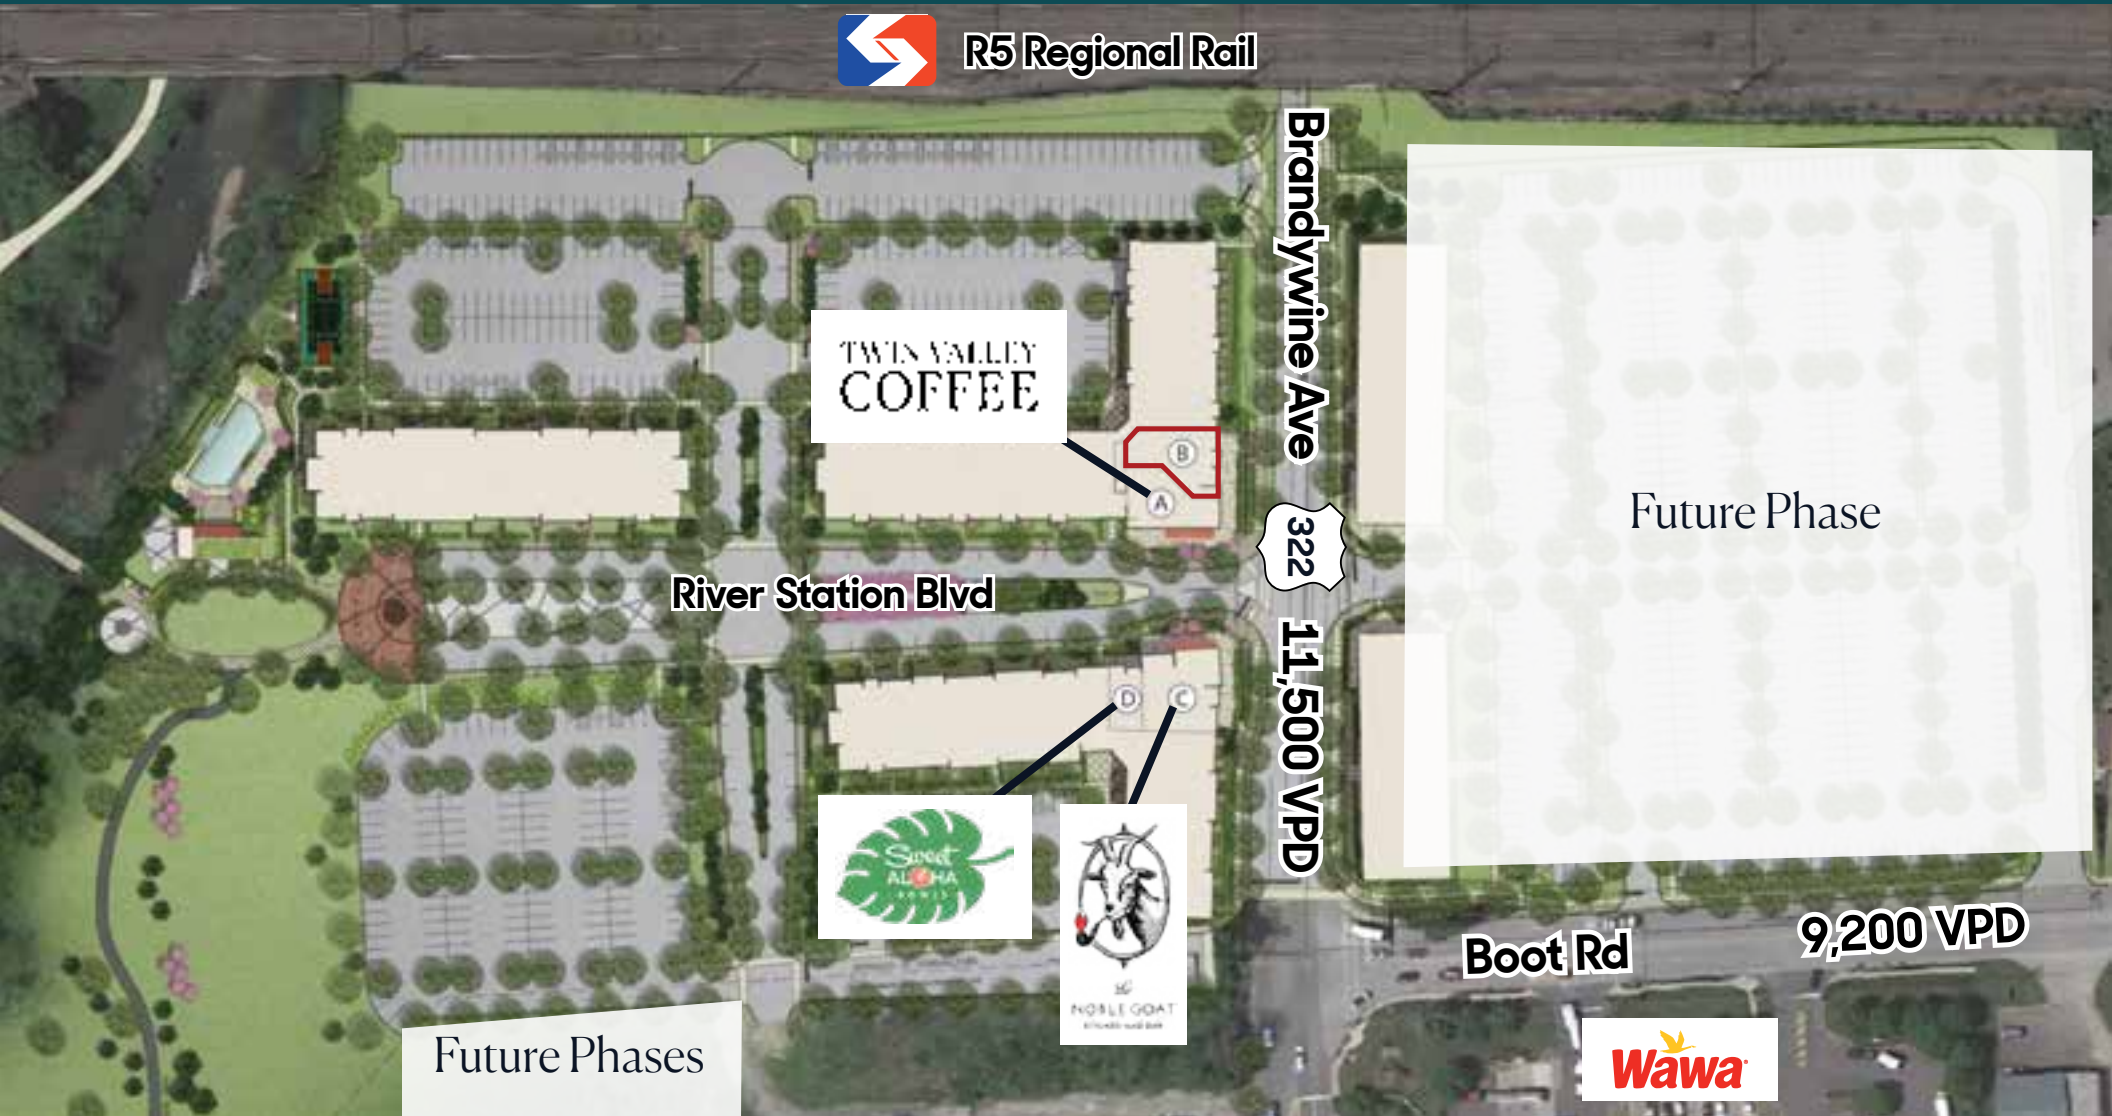 R5 Regional Rail
Brandywine Ave
TWIN VALLEY
COFFEE
B
A
Future Phase
322
River Station Blvd
11,500 VPD
D
C
Sweet
ALOHA
BOWLS
NOBLE GOAT
9,200 VPD
Boot Rd
Future Phases
Wawa